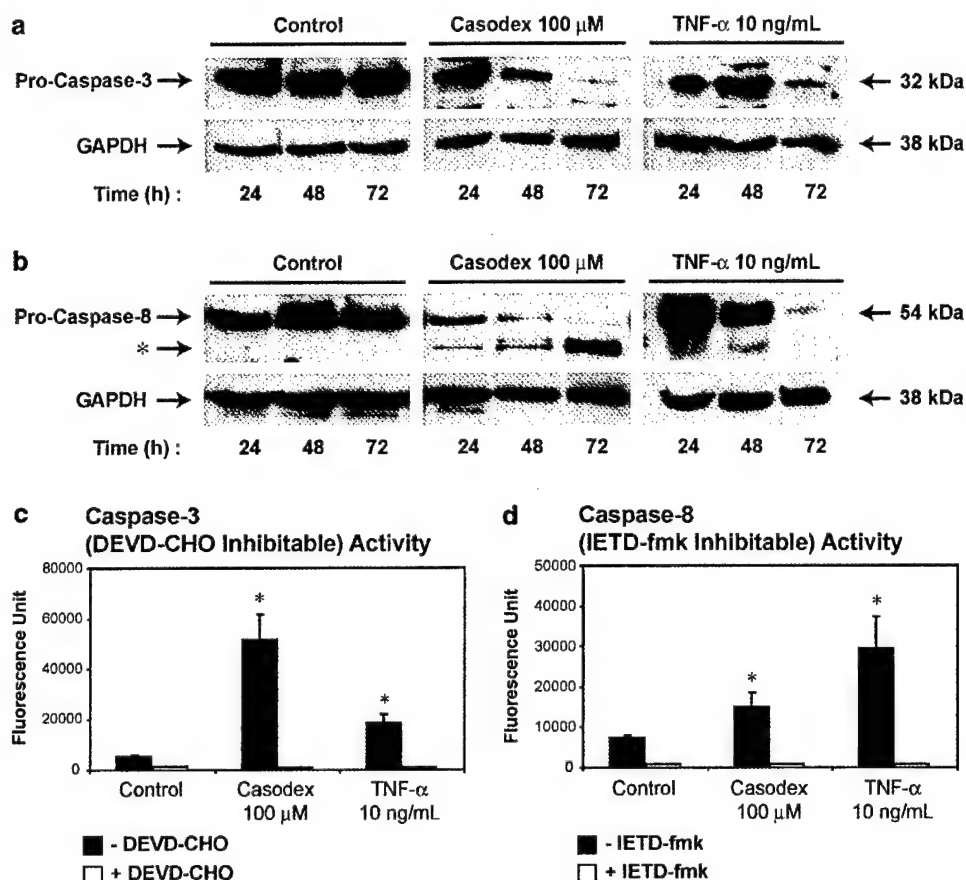 a
Control Casodex 100 µM TNF-α 10 ng/mL
Pro-Caspase-3 → ← 32 kDa
GAPDH → ← 38 kDa
Time (h) : 24 48 72 24 48 72 24 48 72
b
Control Casodex 100 µM TNF-α 10 ng/mL
Pro-Caspase-8 → ← 54 kDa
* →
GAPDH → ← 38 kDa
Time (h) : 24 48 72 24 48 72 24 48 72
c Caspase-3
(DEVD-CHO Inhibitable) Activity
Fluorescence Unit
80000
60000
40000
20000
0
*
*
Control Casodex TNF-α
100 µM 10 ng/mL
- DEVD-CHO
+ DEVD-CHO
d Caspase-8
(IETD-fmk Inhibitable) Activity
Fluorescence Unit
50000
40000
30000
20000
10000
0
*
*
Control Casodex TNF-α
100 µM 10 ng/mL
- IETD-fmk
+ IETD-fmk